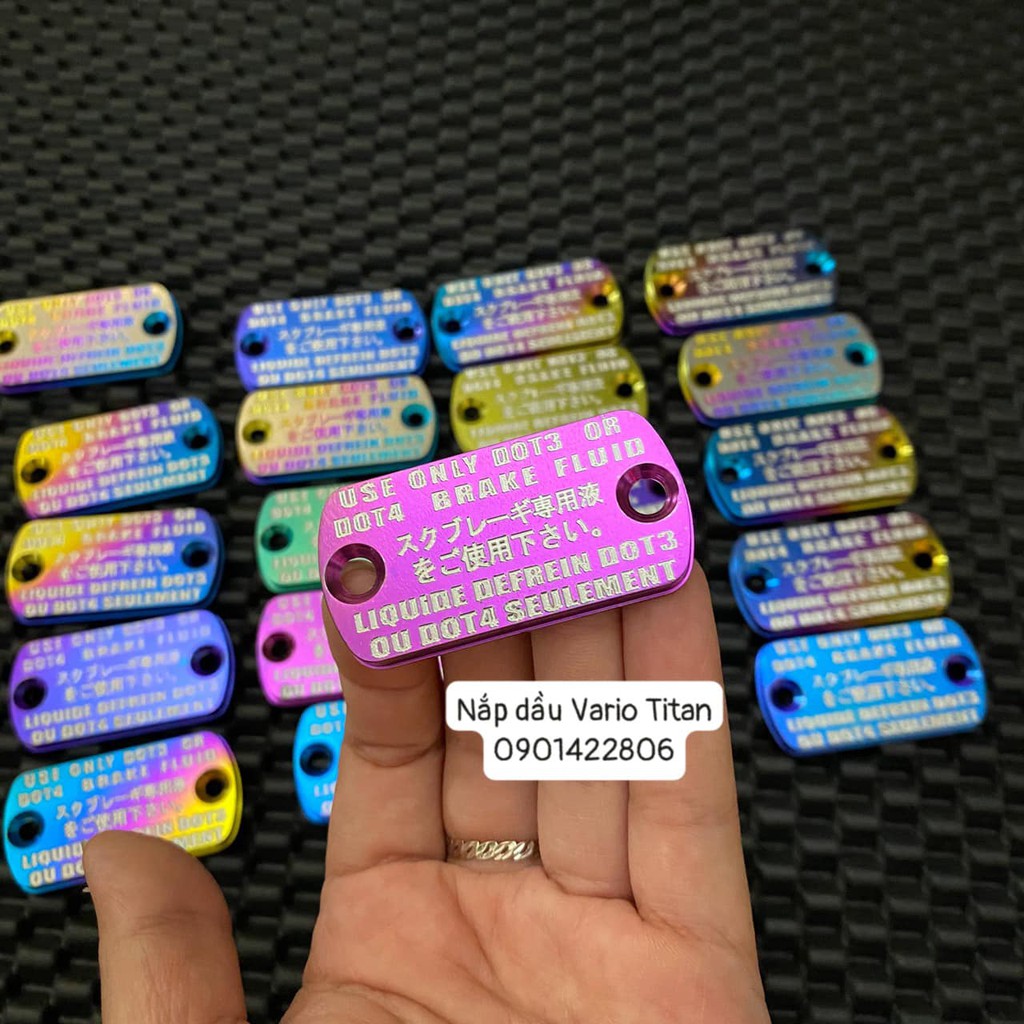 USE ONLY DOT3 OR
DOT4 BRAKE FLUID
スクブレーギ専用液
をご使用下さい。
LIQUIDE DEFREIN DOT3
OU DOT4 SEULEMENT
Nắp dầu Vario Titan
0901422806